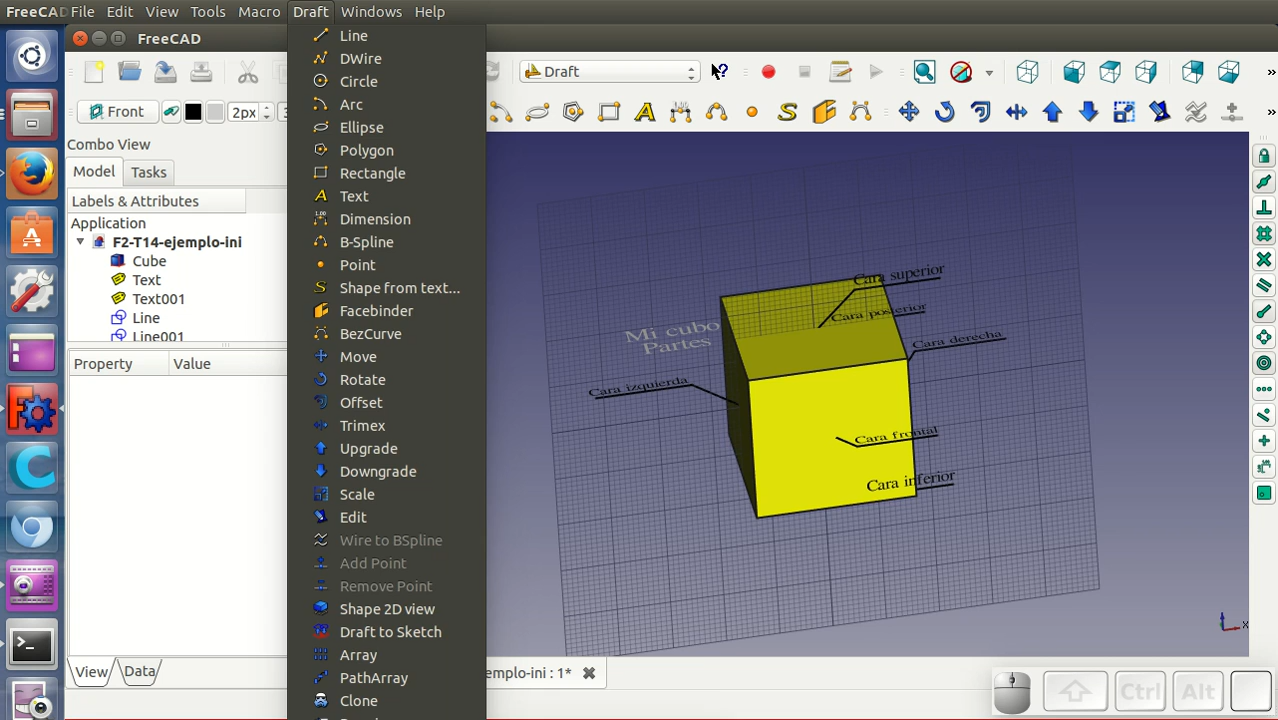 FreeCAD File Edit View Tools Macro Draft Windows Help
FreeCAD
Draft
Front
2px
Combo View
Model Tasks
Labels & Attributes
Application
F2-T14-ejemplo-ini
Cube
Text
Text001
Line
Line001
Property Value
View Data
Line
DWire
Circle
Arc
Ellipse
Polygon
Rectangle
Text
Dimension
B-Spline
Point
Shape from text...
Facebinder
BezCurve
Move
Rotate
Offset
Trimex
Upgrade
Downgrade
Scale
Edit
Wire to BSpline
Add Point
Remove Point
Shape 2D view
Draft to Sketch
Array
PathArray
Clone
Mi cubo
Partes
Cara superior
Cara posterior
Cara derecha
Cara izquierda
Cara frontal
Cara inferior
X
emplo-ini : 1*
Ctrl Alt